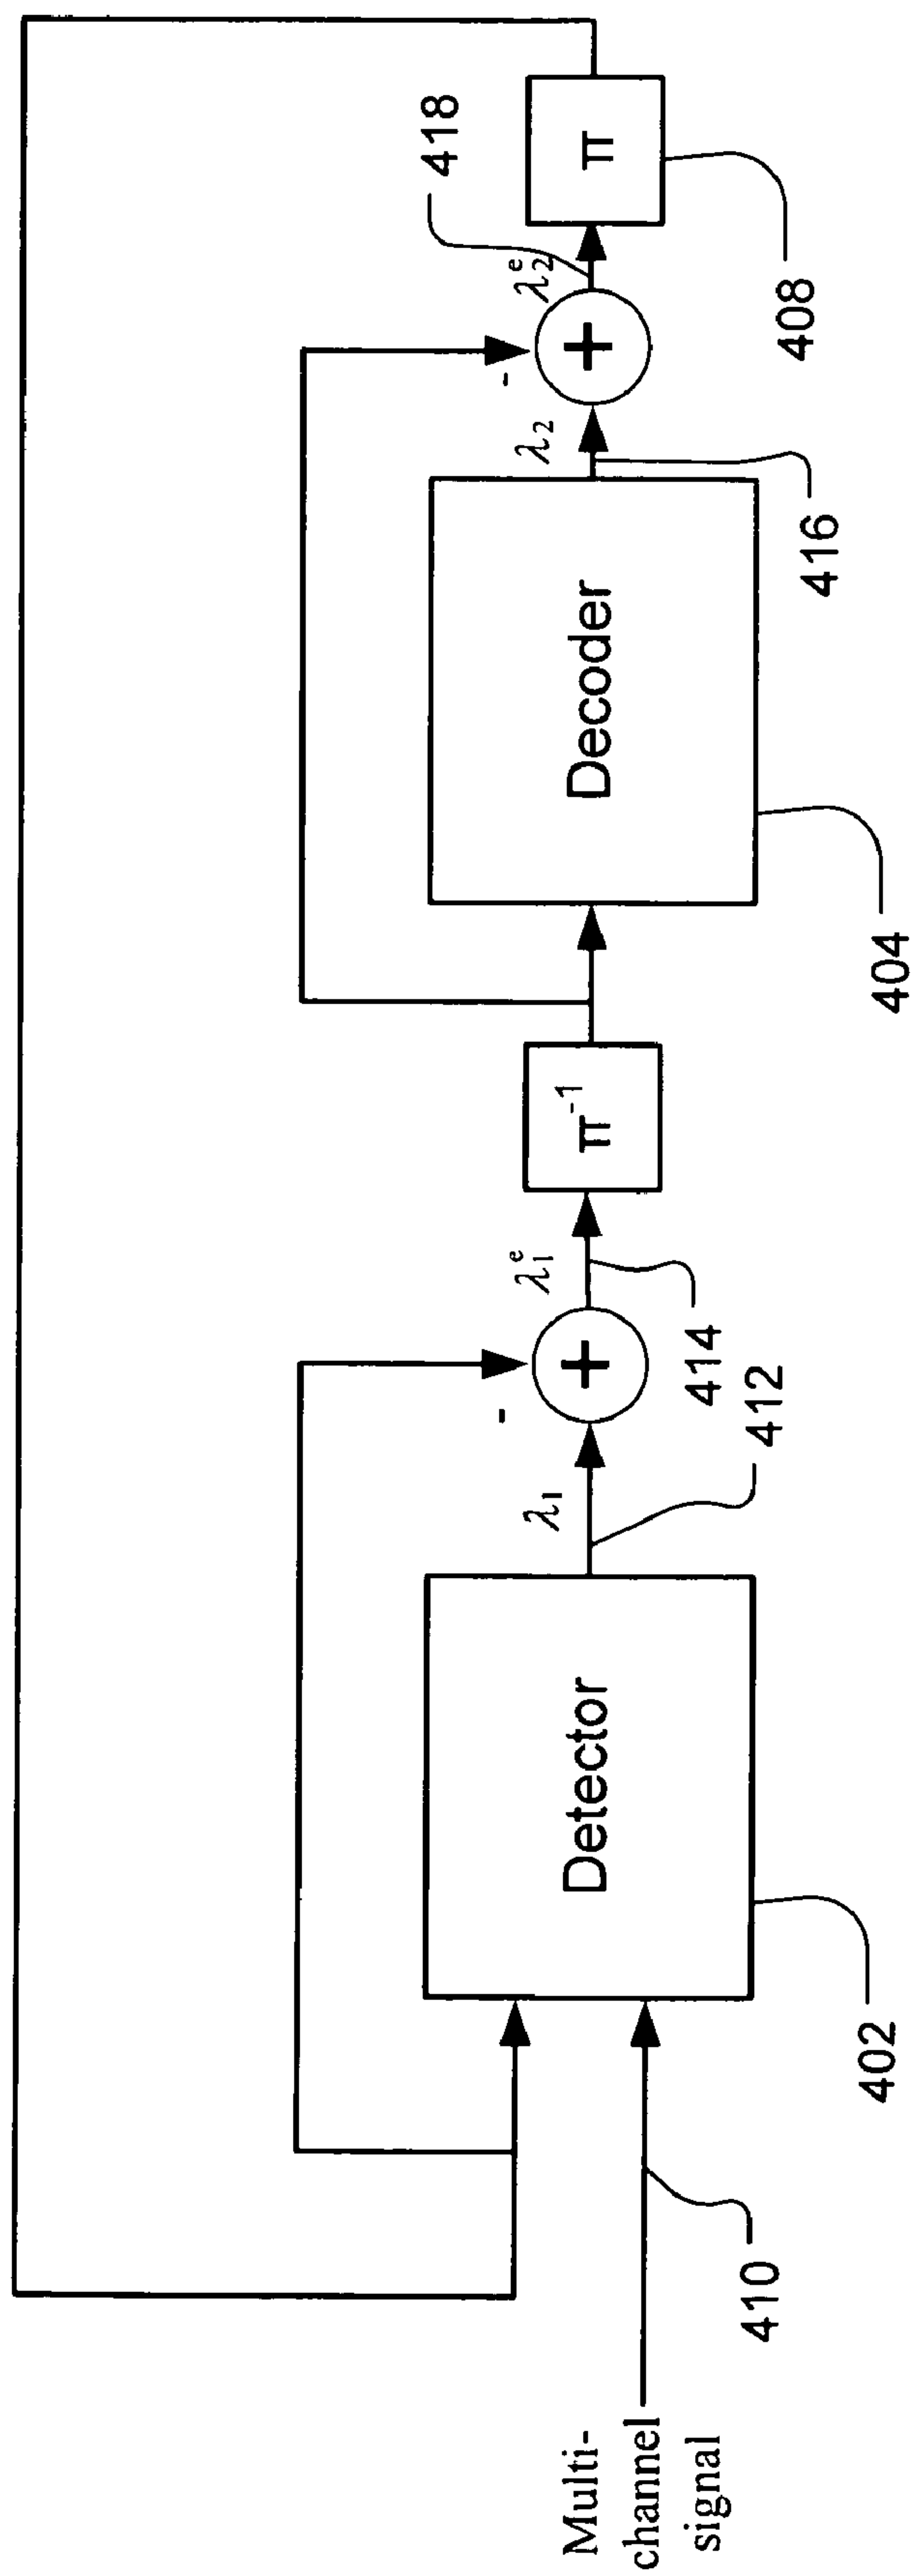 Multi-
channel
signal
410
Detector
402
λ₁
412
-
+
λ₁ᵉ
414
π⁻¹
Decoder
404
λ₂
416
-
+
λ₂ᵉ
418
π
408